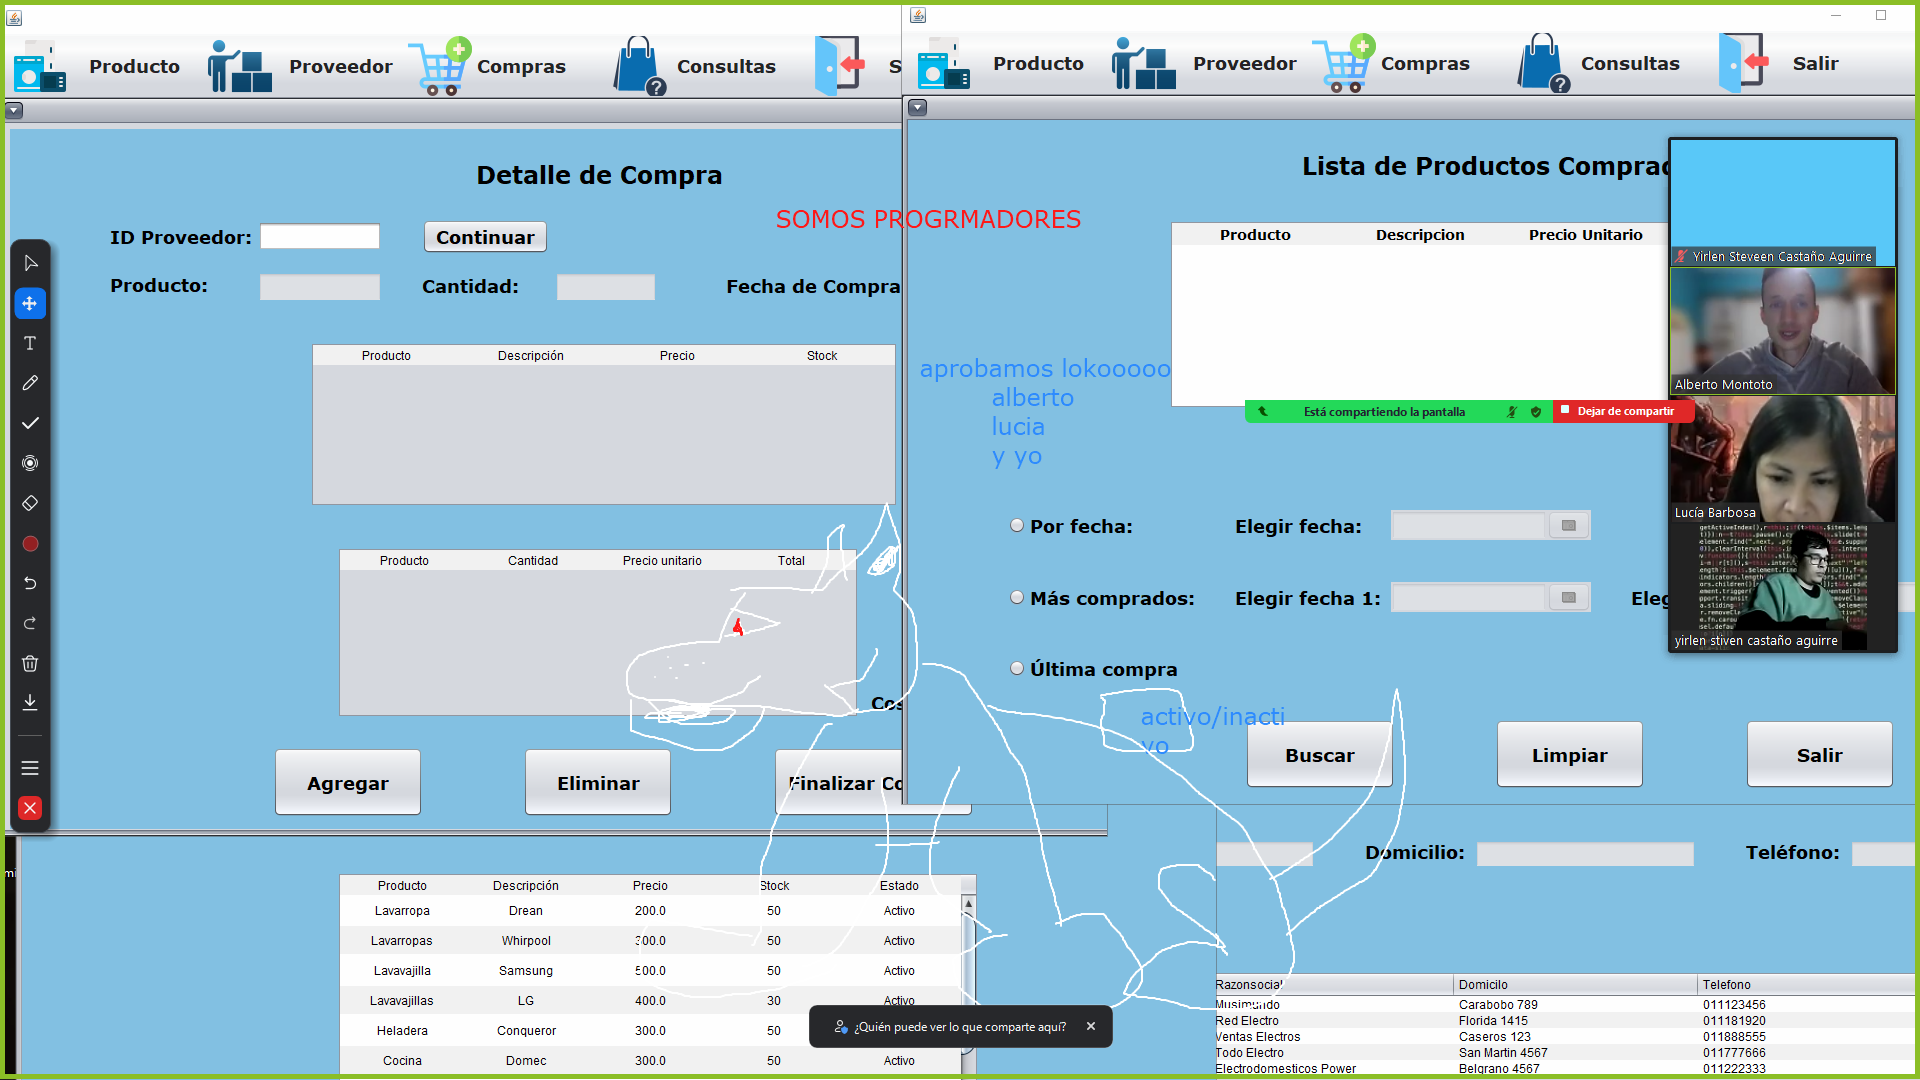 Producto Proveedor Compras Consultas S
Producto Proveedor Compras Consultas Salir
Detalle de Compra
ID Proveedor: Continuar
Producto: Cantidad: Fecha de Compra
Producto Descripción Precio Stock
Producto Cantidad Precio unitario Total
Cos
Agregar Eliminar Finalizar Co
SOMOS PROGRMADORES
Lista de Productos Comprad
Producto Descripcion Precio Unitario
aprobamos lokooooo
alberto
lucia
y yo
Está compartiendo la pantalla Dejar de compartir
Por fecha: Elegir fecha:
Más comprados: Elegir fecha 1: Eleg
Última compra
activo/inacti
vo
Buscar Limpiar Salir
Yirlen Steveen Castaño Aguirre
Alberto Montoto
Lucía Barbosa
yirlen stiven castaño aguirre
Domicilio: Teléfono:
Producto Descripción Precio Stock Estado
Lavarropa Drean 200.0 50 Activo
Lavarropas Whirpool 300.0 50 Activo
Lavavajilla Samsung 500.0 50 Activo
Lavavajillas LG 400.0 30 Activo
Heladera Conqueror 300.0 50
Cocina Domec 300.0 50 Activo
¿Quién puede ver lo que comparte aquí?
Razonsocial Domicilo Telefono
Musimundo Carabobo 789 011123456
Red Electro Florida 1415 011181920
Ventas Electros Caseros 123 011888555
Todo Electro San Martin 4567 011777666
Electrodomesticos Power Belgrano 4567 011222333